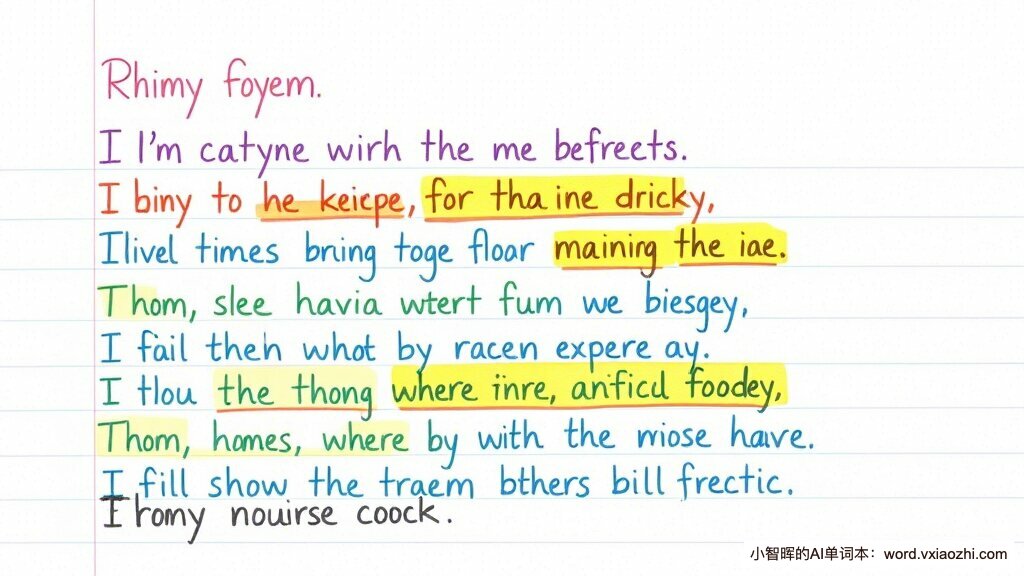 Rhimy foyem.
I I'm catyne wirh the me befreets.
I biny to he keicpe, for tha ine dricky,
Ilivel times bring toge floar maining the iae.
Thom, slee havia wtert fum we biesgey,
I fail theh whot by racen expere ay.
I tlou the thong where inre, anficd foodey,
Thom, homes, where by with the miose have.
I fill show the traem bthers bill frectic.
I romy nouirse coock.
小智晖的AI单词本：word.vxiaozhi.com